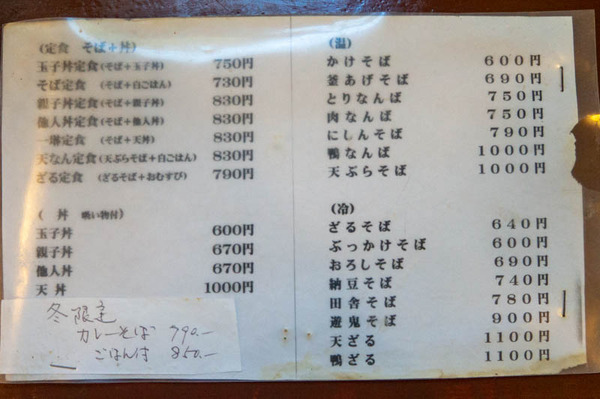 (定食 そば+丼)
玉子丼定食(そば+玉子丼) 750円
そば定食 (そば+白ごはん) 730円
親子丼定食(そば+親子丼) 830円
他人丼定食(そば+他人丼) 830円
一琳定食 (そば+天丼) 830円
天なん定食(天ぷらそば+白ごはん) 830円
ざる定食 (ざるそば+おむすび) 790円
( 丼 吸い物付)
玉子丼 600円
親子丼 670円
他人丼 670円
天丼 1000円
冬限定
カレーそば 790.-
ごはん付 850.-
(温)
かけそば 600円
釜あげそば 690円
とりなんば 750円
肉なんば 750円
にしんそば 790円
鴨なんば 1000円
天ぷらそば 1000円
(冷)
ざるそば 640円
ぶっかけそば 600円
おろしそば 690円
納豆そば 740円
田舎そば 780円
遊鬼そば 900円
天ざる 1100円
鴨ざる 1100円